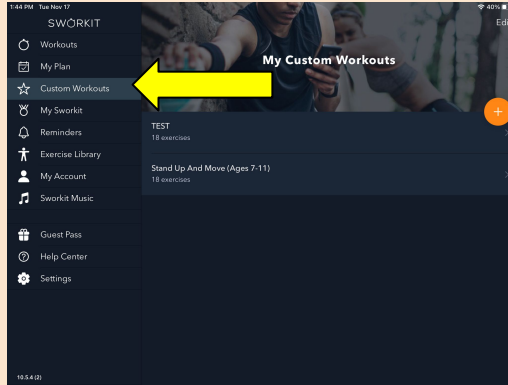 1:44 PM Tue Nov 17
40%
SWORKIT
Edi
Workouts
My Plan
Custom Workouts
My Sworkit
Reminders
Exercise Library
My Account
Sworkit Music
Guest Pass
Help Center
Settings
10.5.4 (2)
My Custom Workouts
+
TEST
18 exercises
Stand Up And Move (Ages 7-11)
18 exercises